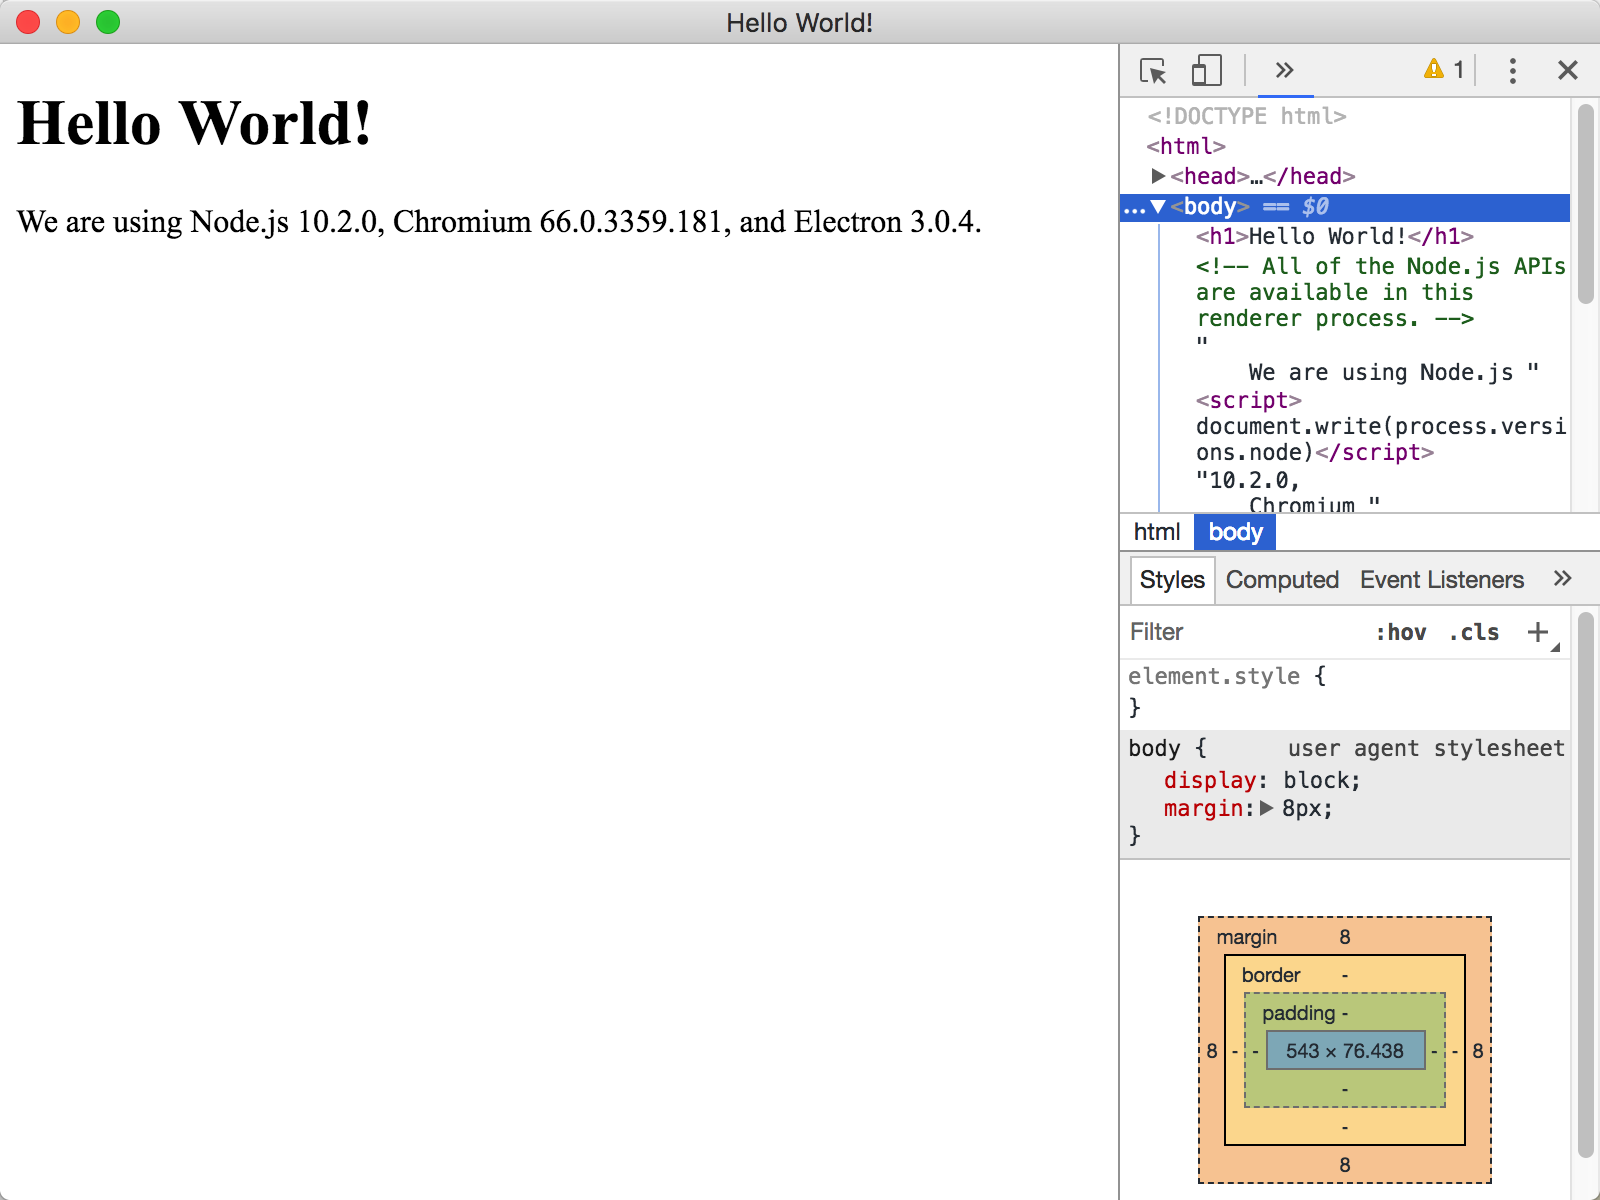 Hello World!
Hello World!
We are using Node.js 10.2.0, Chromium 66.0.3359.181, and Electron 3.0.4.
1
<!DOCTYPE html>
<html>
<head>…</head>
…<body> == $0
<h1>Hello World!</h1>
<!-- All of the Node.js APIs
are available in this
renderer process. -->
"
We are using Node.js "
<script>
document.write(process.versi
ons.node)</script>
"10.2.0,
Chromium "
html body
Styles Computed Event Listeners
Filter :hov .cls +
element.style {
}
body { user agent stylesheet
display: block;
margin: 8px;
}
margin 8
border -
padding -
8 - - 543 × 76.438 - - 8
-
-
8